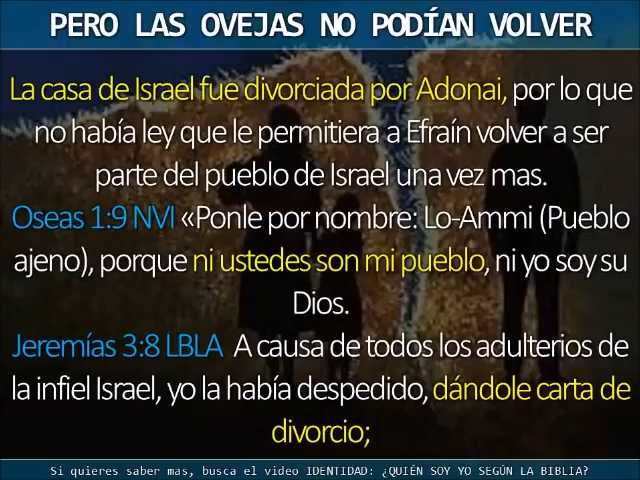 PERO LAS OVEJAS NO PODÍAN VOLVER
La casa de Israel fue divorciada por Adonai, por lo que
no había ley que le permitiera a Efraín volver a ser
parte del pueblo de Israel una vez mas.
Oseas 1:9 NVI «Ponle por nombre: Lo-Ammi (Pueblo
ajeno), porque ni ustedes son mi pueblo, ni yo soy su
Dios.
Jeremías 3:8 LBLA A causa de todos los adulterios de
la infiel Israel, yo la había despedido, dándole carta de
divorcio;
Si quieres saber mas, busca el video IDENTIDAD: ¿QUIÉN SOY YO SEGÚN LA BIBLIA?